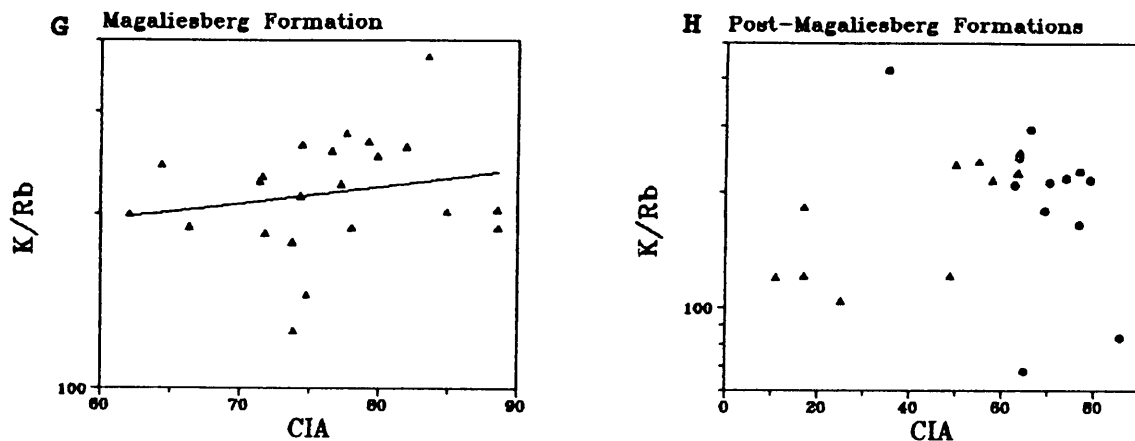 G Magaliesberg Formation
K/Rb
100
60 70 80 90
CIA
H Post-Magaliesberg Formations
K/Rb
100
0 20 40 60 80
CIA